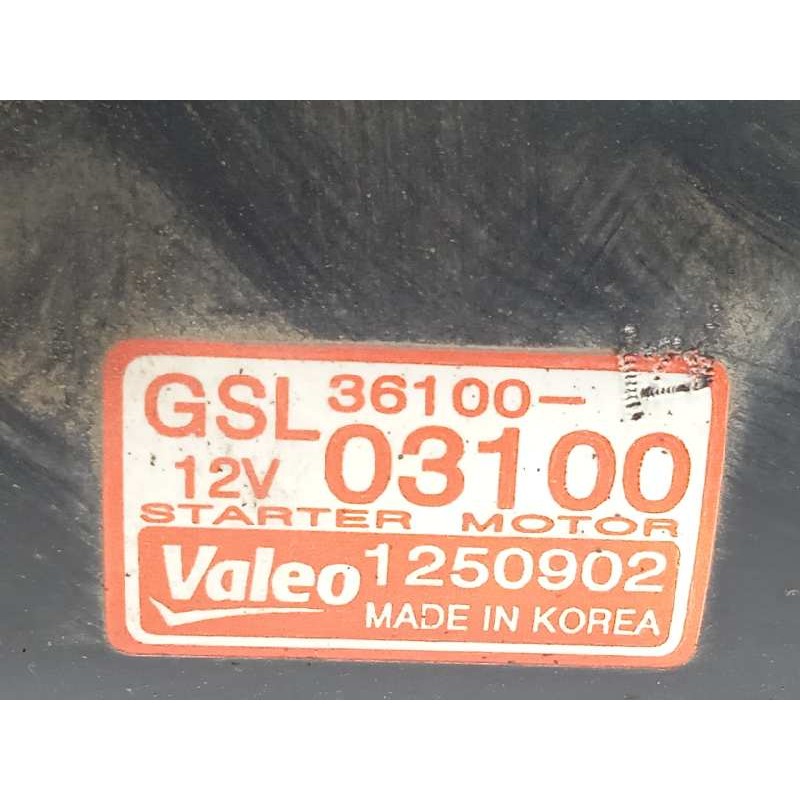 GSL 36100-
12V 03100
STARTER MOTOR
Valeo 1250902
MADE IN KOREA